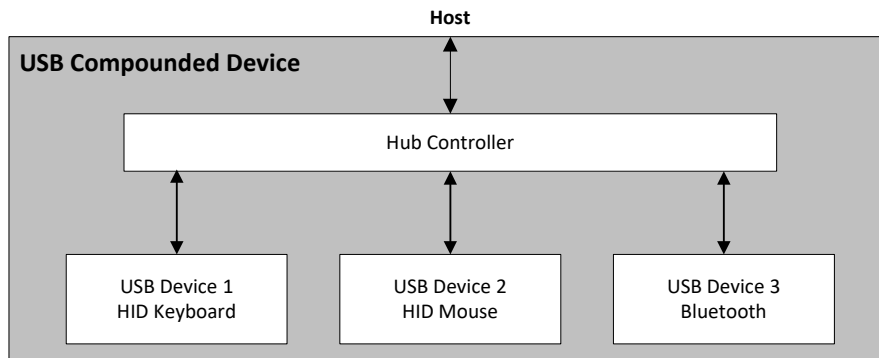 Host
USB Compounded Device
Hub Controller
USB Device 1
HID Keyboard
USB Device 2
HID Mouse
USB Device 3
Bluetooth